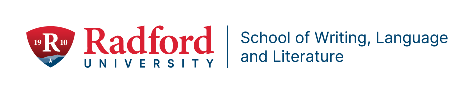 19 R 10
Radford
UNIVERSITY
School of Writing, Language
and Literature